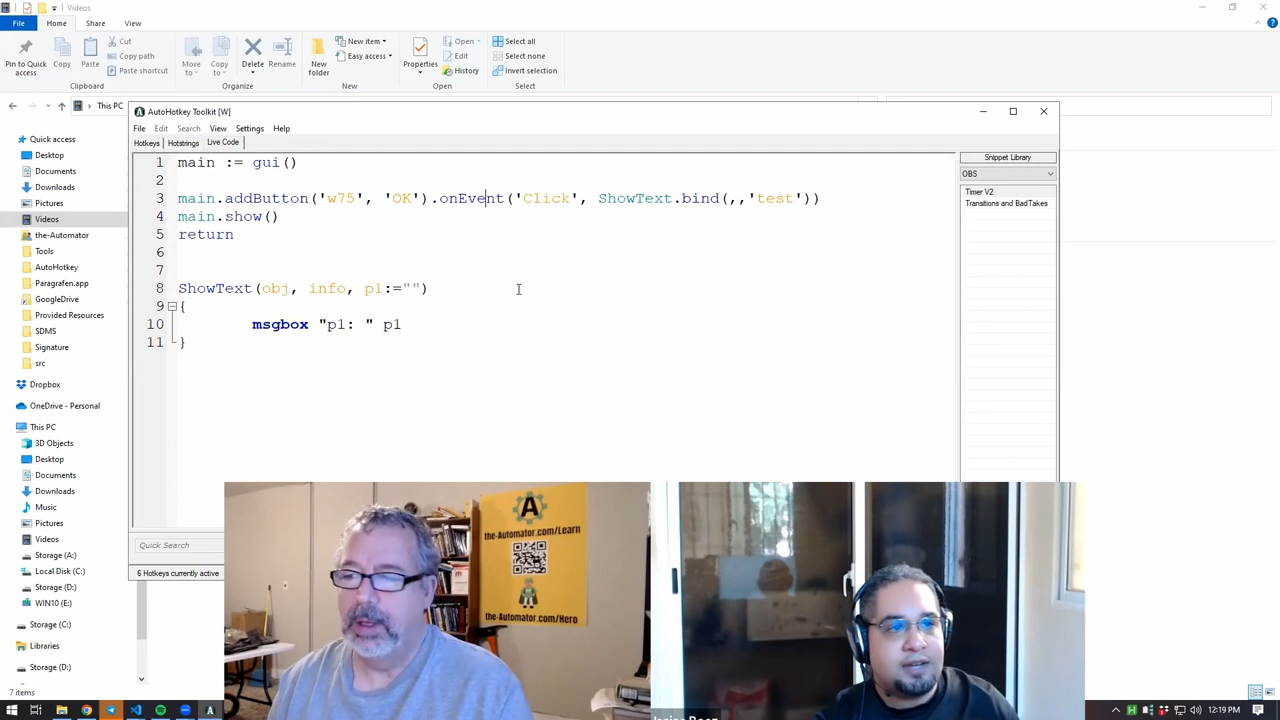 Videos
File
Home
Share
View
Pin to Quick access
Copy
Paste
Cut
Copy path
Paste shortcut
Move to
Copy to
Delete
Rename
New folder
New item
Easy access
Properties
Open
Edit
History
Select all
Select none
Invert selection
Clipboard
Organize
New
Open
Select
This PC
Quick access
Desktop
Documents
Downloads
Pictures
Videos
the-Automator
Tools
AutoHotkey
Paragrafen.app
GoogleDrive
Provided Resources
SDMS
Signature
src
Dropbox
OneDrive - Personal
This PC
3D Objects
Desktop
Documents
Downloads
Music
Pictures
Videos
Storage (A:)
Local Disk (C:)
Storage (D:)
WIN10 (E:)
Storage (C:)
Libraries
Storage (D:)
7 items
AutoHotkey Toolkit [W]
File Edit Search View Settings Help
Hotkeys Hotstrings Live Code
1 main := gui()
2
3 main.addButton('w75', 'OK').onEvent('Click', ShowText.bind(,,'test'))
4 main.show()
5 return
6
7
8 ShowText(obj, info, p1:="")
9 {
10 msgbox "p1: " p1
11 }
Snippet Library
OBS
Timer V2
Transitions and BadTakes
Quick Search
6 Hotkeys currently active
the-Automator.com/Learn
the-Automator.com/Hero
12:19 PM